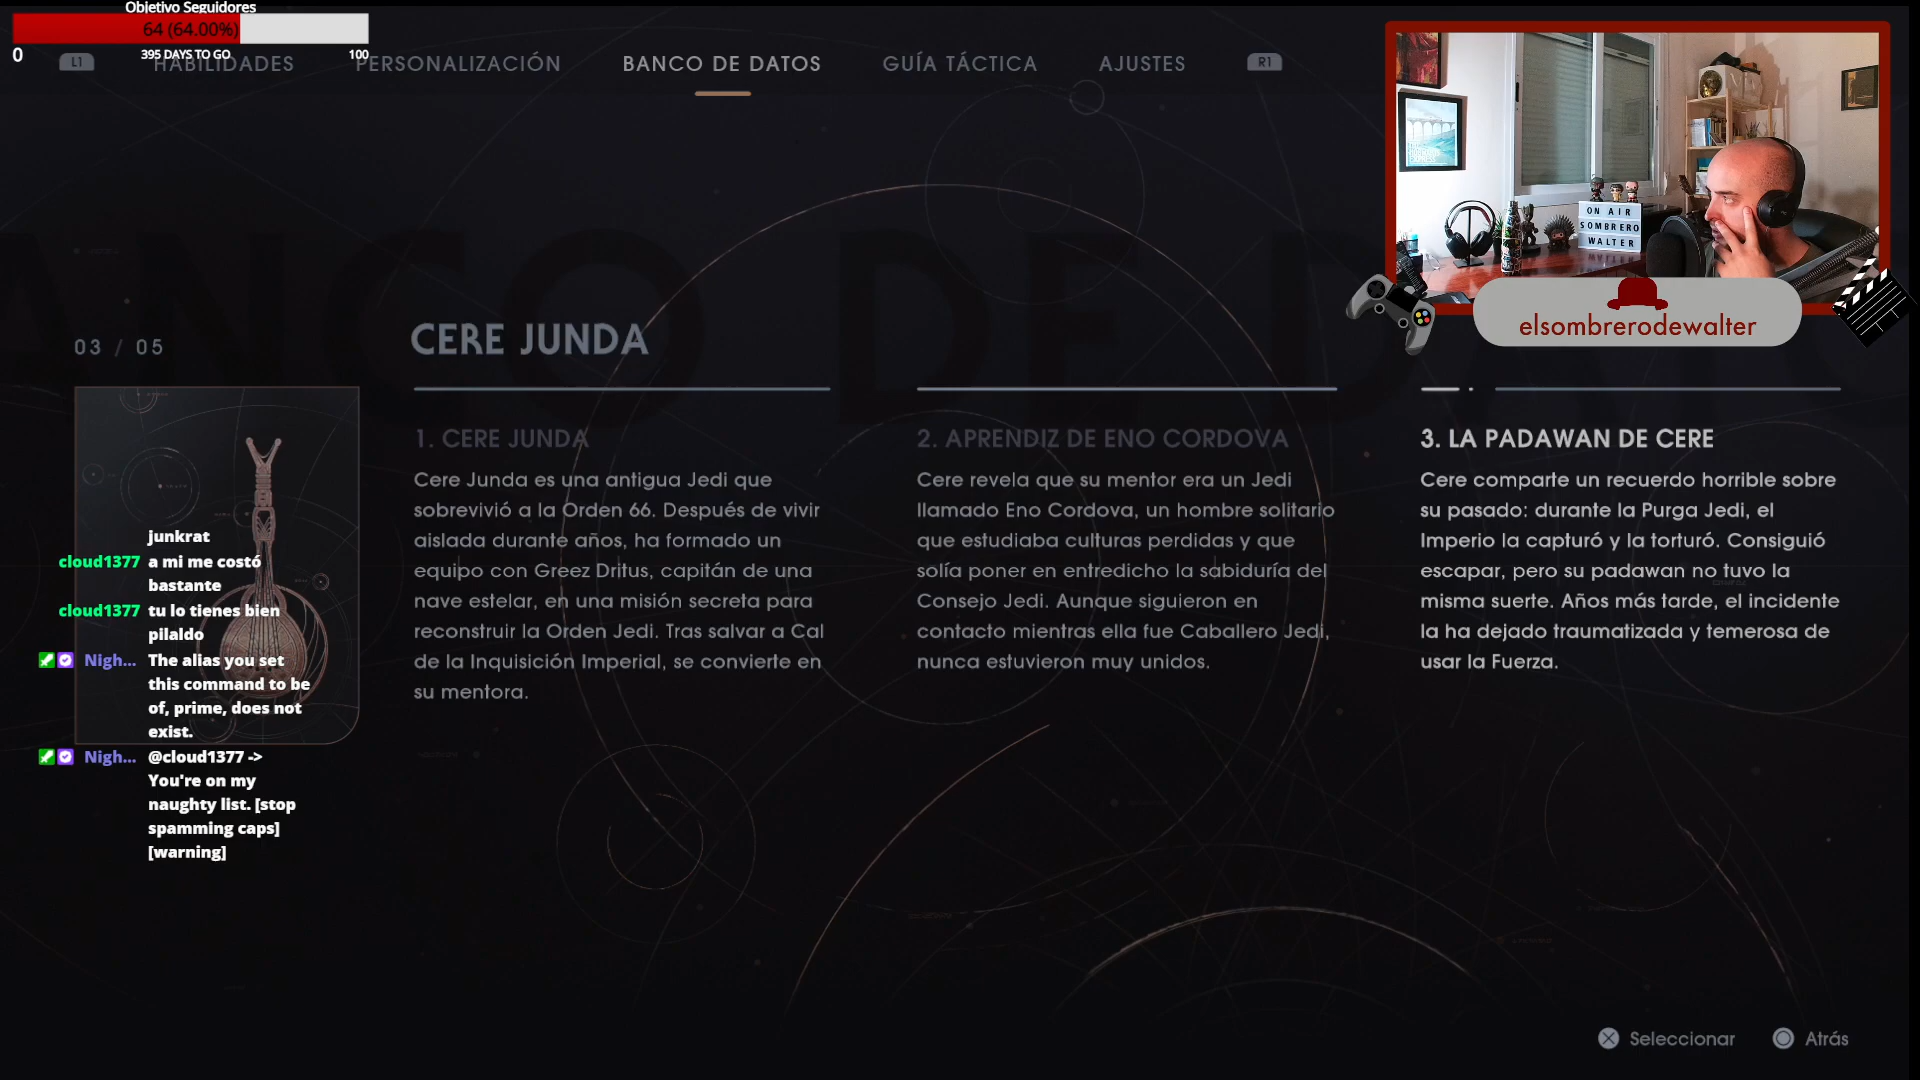 Objetivo Seguidores
64 (64.00%)
0
395 DAYS TO GO
100
L1
HABILIDADES
PERSONALIZACIÓN
BANCO DE DATOS
GUÍA TÁCTICA
AJUSTES
R1
ON AIR
SOMBRERO
WALTER
elsombrerodewalter
03 / 05
CERE JUNDA
1. CERE JUNDA
Cere Junda es una antigua Jedi que
sobrevivió a la Orden 66. Después de vivir
aislada durante años, ha formado un
equipo con Greez Dritus, capitán de una
nave estelar, en una misión secreta para
reconstruir la Orden Jedi. Tras salvar a Cal
de la Inquisición Imperial, se convierte en
su mentora.
2. APRENDIZ DE ENO CORDOVA
Cere revela que su mentor era un Jedi
llamado Eno Cordova, un hombre solitario
que estudiaba culturas perdidas y que
solía poner en entredicho la sabiduría del
Consejo Jedi. Aunque siguieron en
contacto mientras ella fue Caballero Jedi,
nunca estuvieron muy unidos.
3. LA PADAWAN DE CERE
Cere comparte un recuerdo horrible sobre
su pasado: durante la Purga Jedi, el
Imperio la capturó y la torturó. Consiguió
escapar, pero su padawan no tuvo la
misma suerte. Años más tarde, el incidente
la ha dejado traumatizada y temerosa de
usar la Fuerza.
junkrat
cloud1377 a mi me costó
bastante
cloud1377 tu lo tienes bien
pilaldo
Nigh... The alias you set
this command to be
of, prime, does not
exist.
Nigh... @cloud1377 ->
You're on my
naughty list. [stop
spamming caps]
[warning]
Seleccionar
Atrás